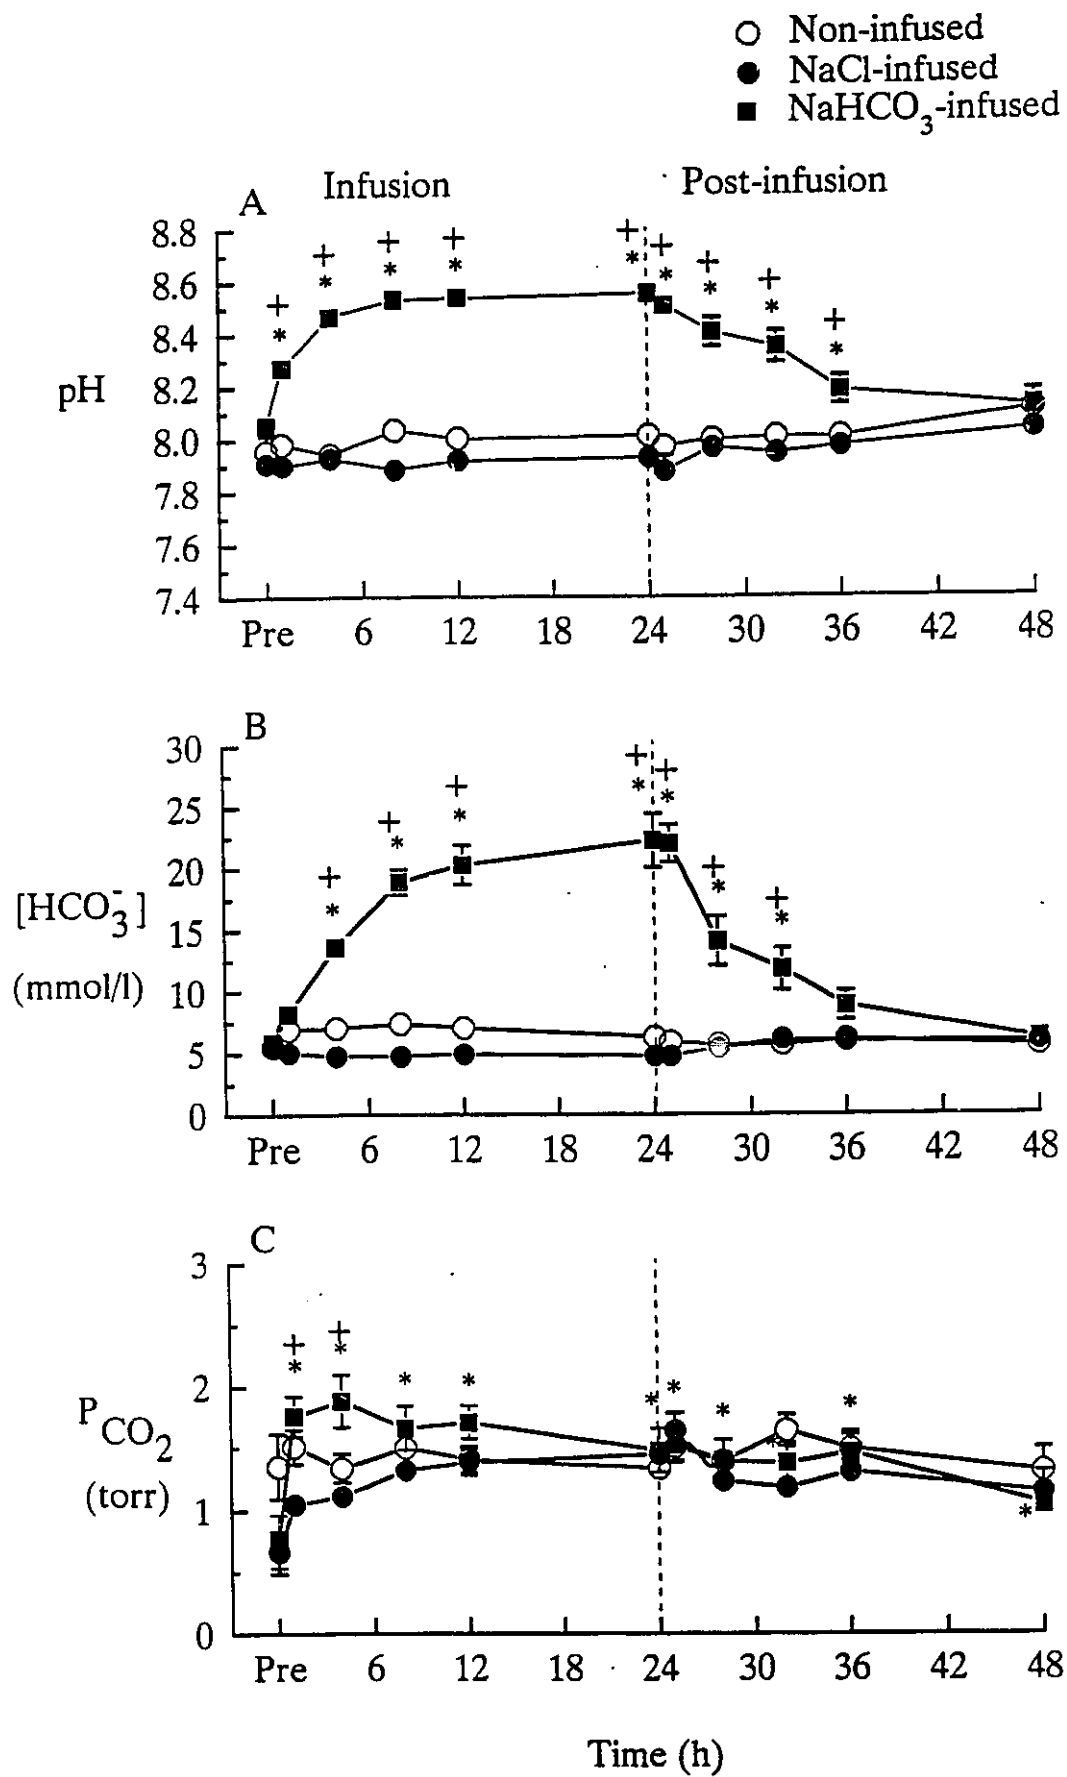 Non-infused
NaCl-infused
NaHCO3-infused
Infusion
Post-infusion
A
8.8
8.6
8.4
8.2
8.0
7.8
7.6
7.4
pH
+ + + + + + + + +
* * * * * * * * * *
Pre 6 12 18 24 30 36 42 48
B
30
25
20
15
10
5
0
[HCO3-]
(mmol/l)
+ + + + + + +
* * * * * * *
Pre 6 12 18 24 30 36 42 48
C
3
2
1
0
PCO2
(torr)
+ +
* * * * * * * * * *
Pre 6 12 18 24 30 36 42 48
Time (h)